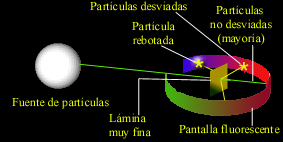 Partículas desviadas
Partícula
rebotada
Partículas
no desviadas
(mayoría)
Fuente de partículas
Lámina
muy fina
Pantalla fluorescente